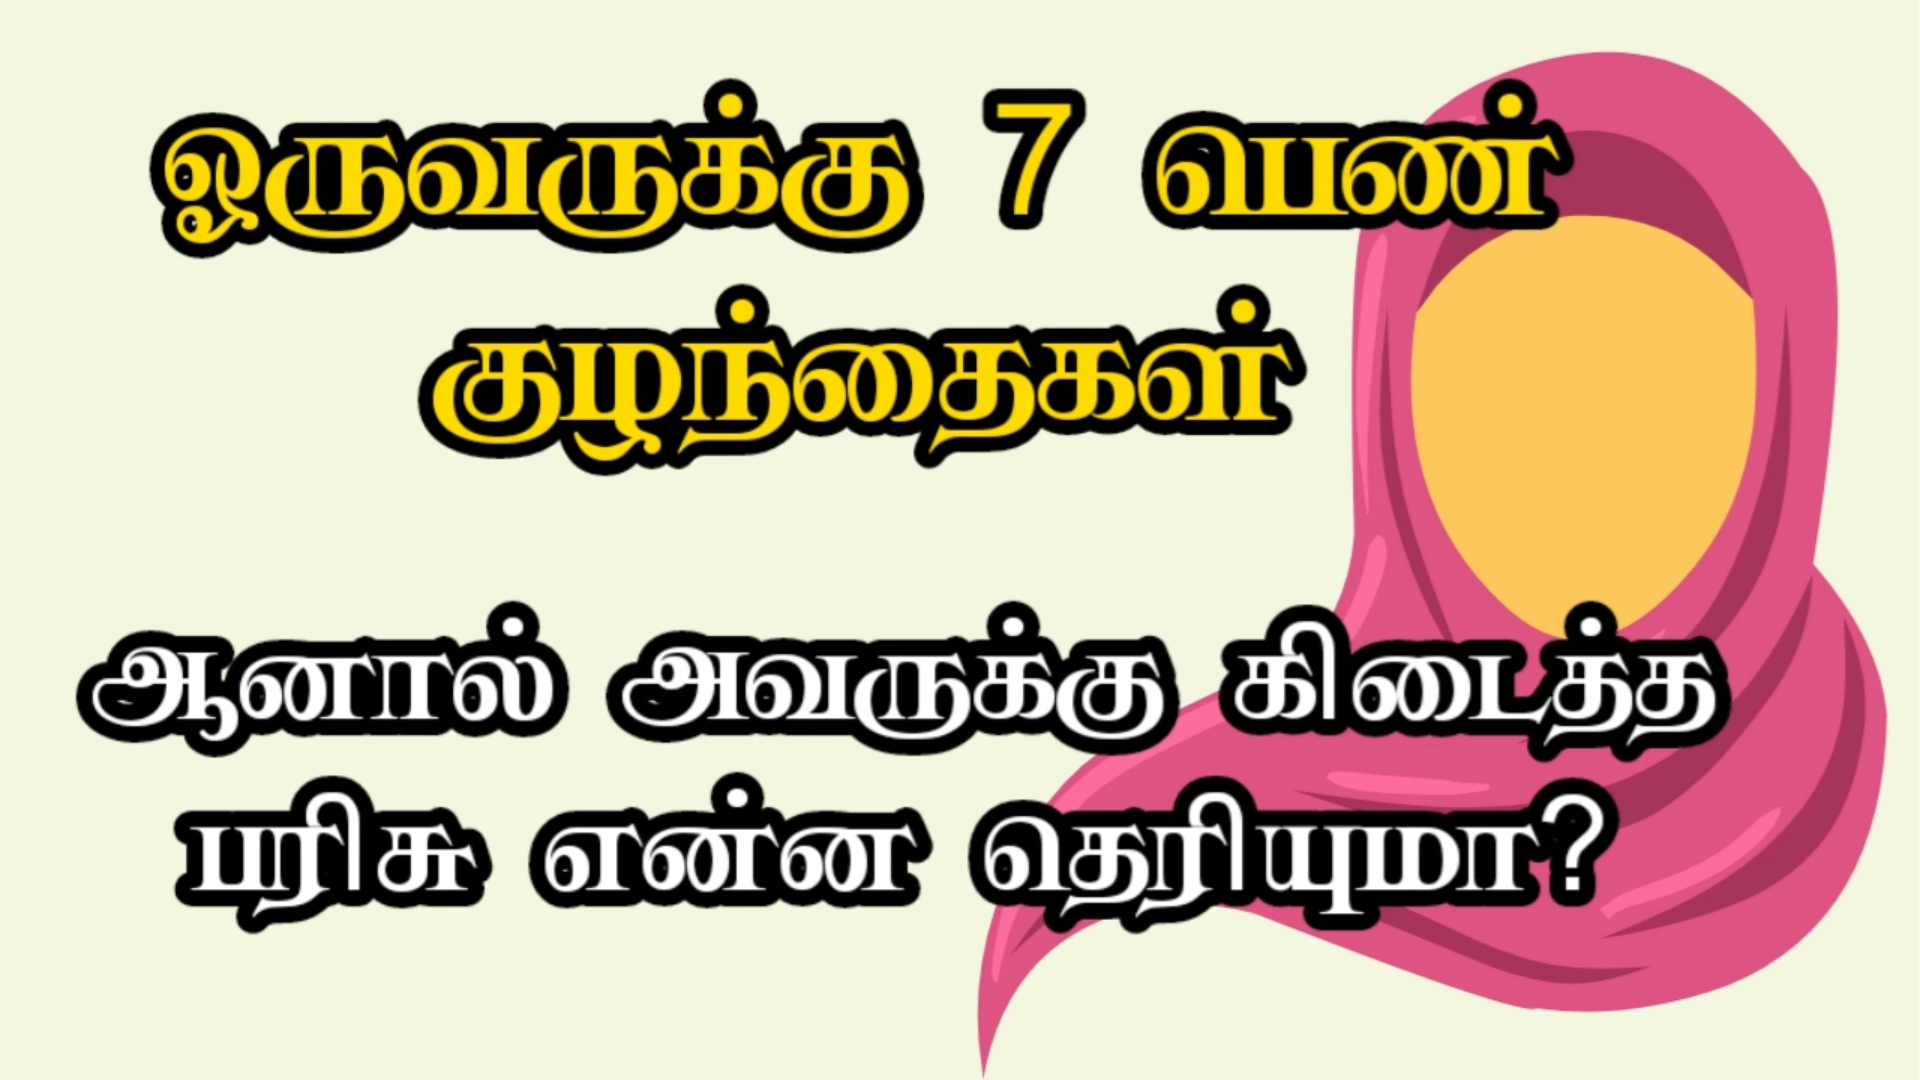 ஒருவருக்கு 7 பெண்
குழந்தைகள்
ஆனால் அவருக்கு கிடைத்த
பரிசு என்ன தெரியுமா?